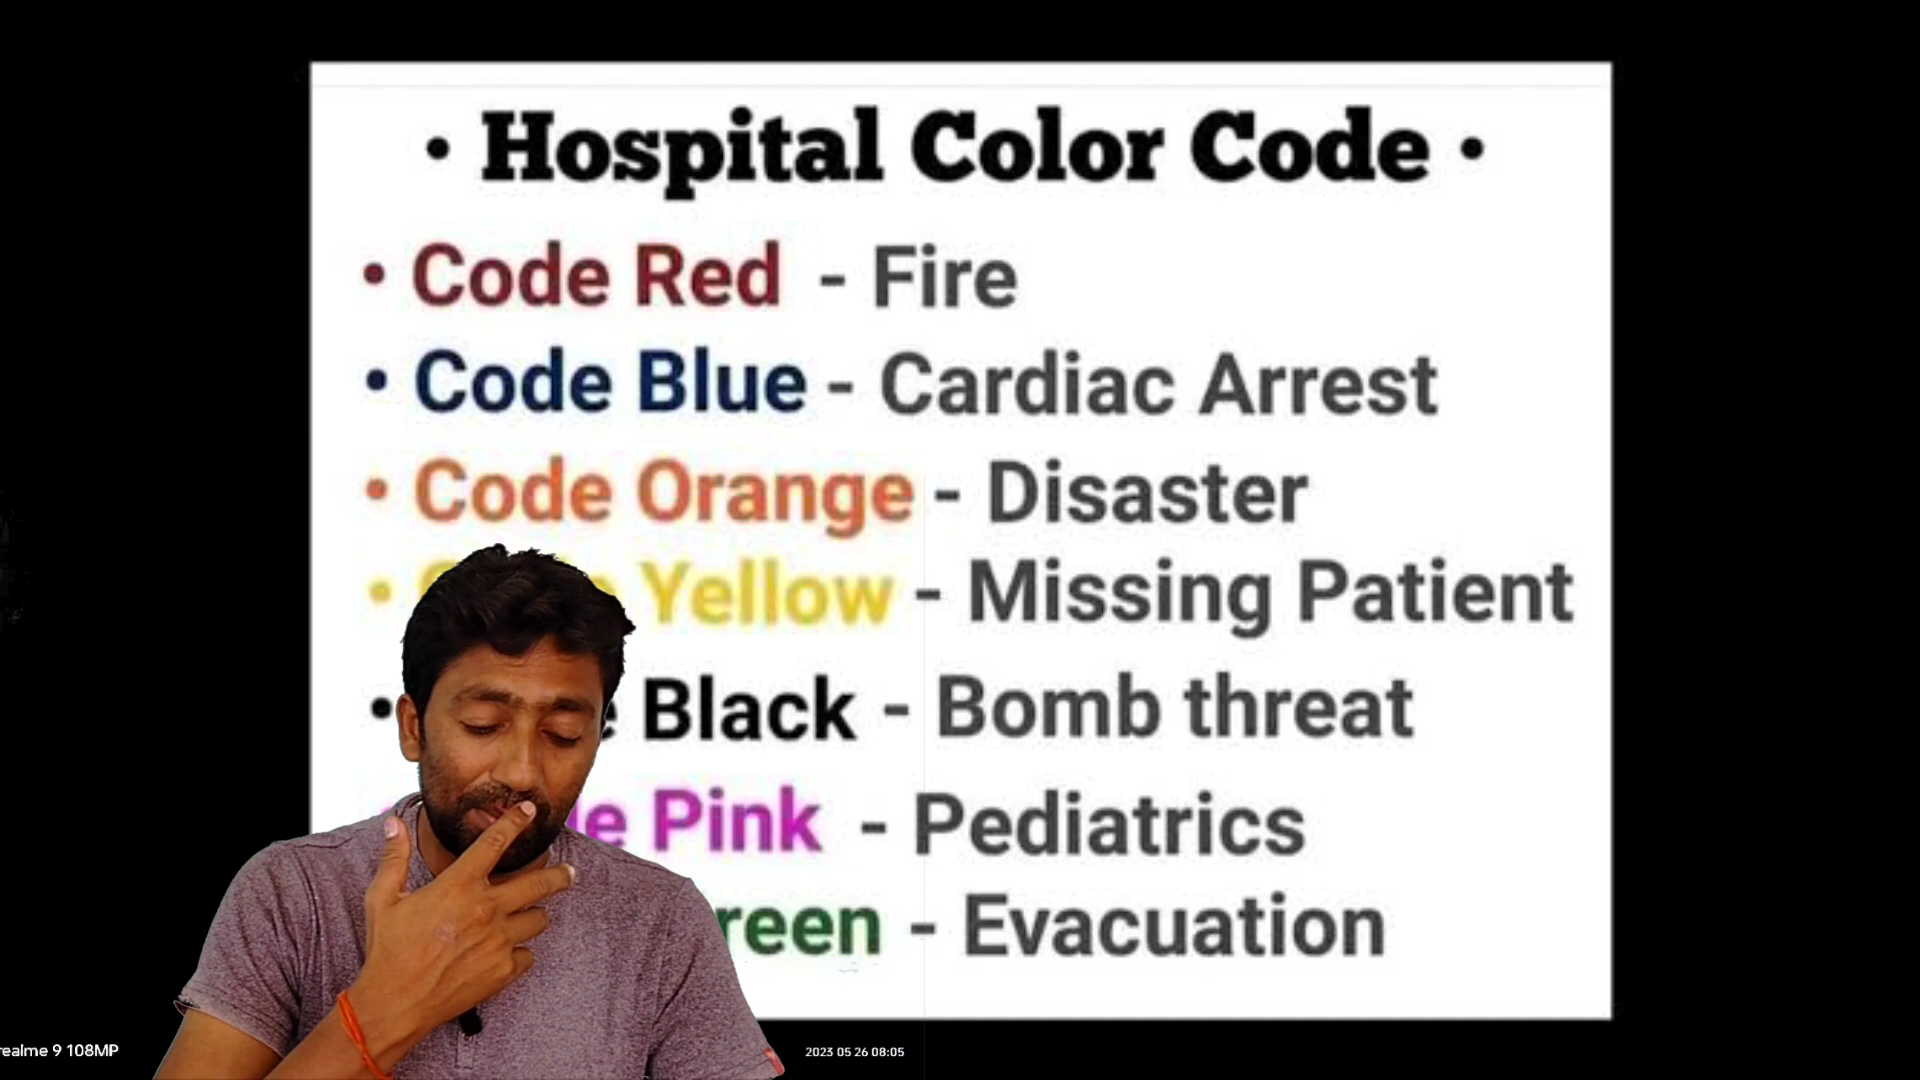 • Hospital Color Code •
• Code Red - Fire
• Code Blue - Cardiac Arrest
• Code Orange - Disaster
• Yellow - Missing Patient
• Black - Bomb threat
Pink - Pediatrics
- Evacuation
realme 9 108MP
2023 05 26 08:05